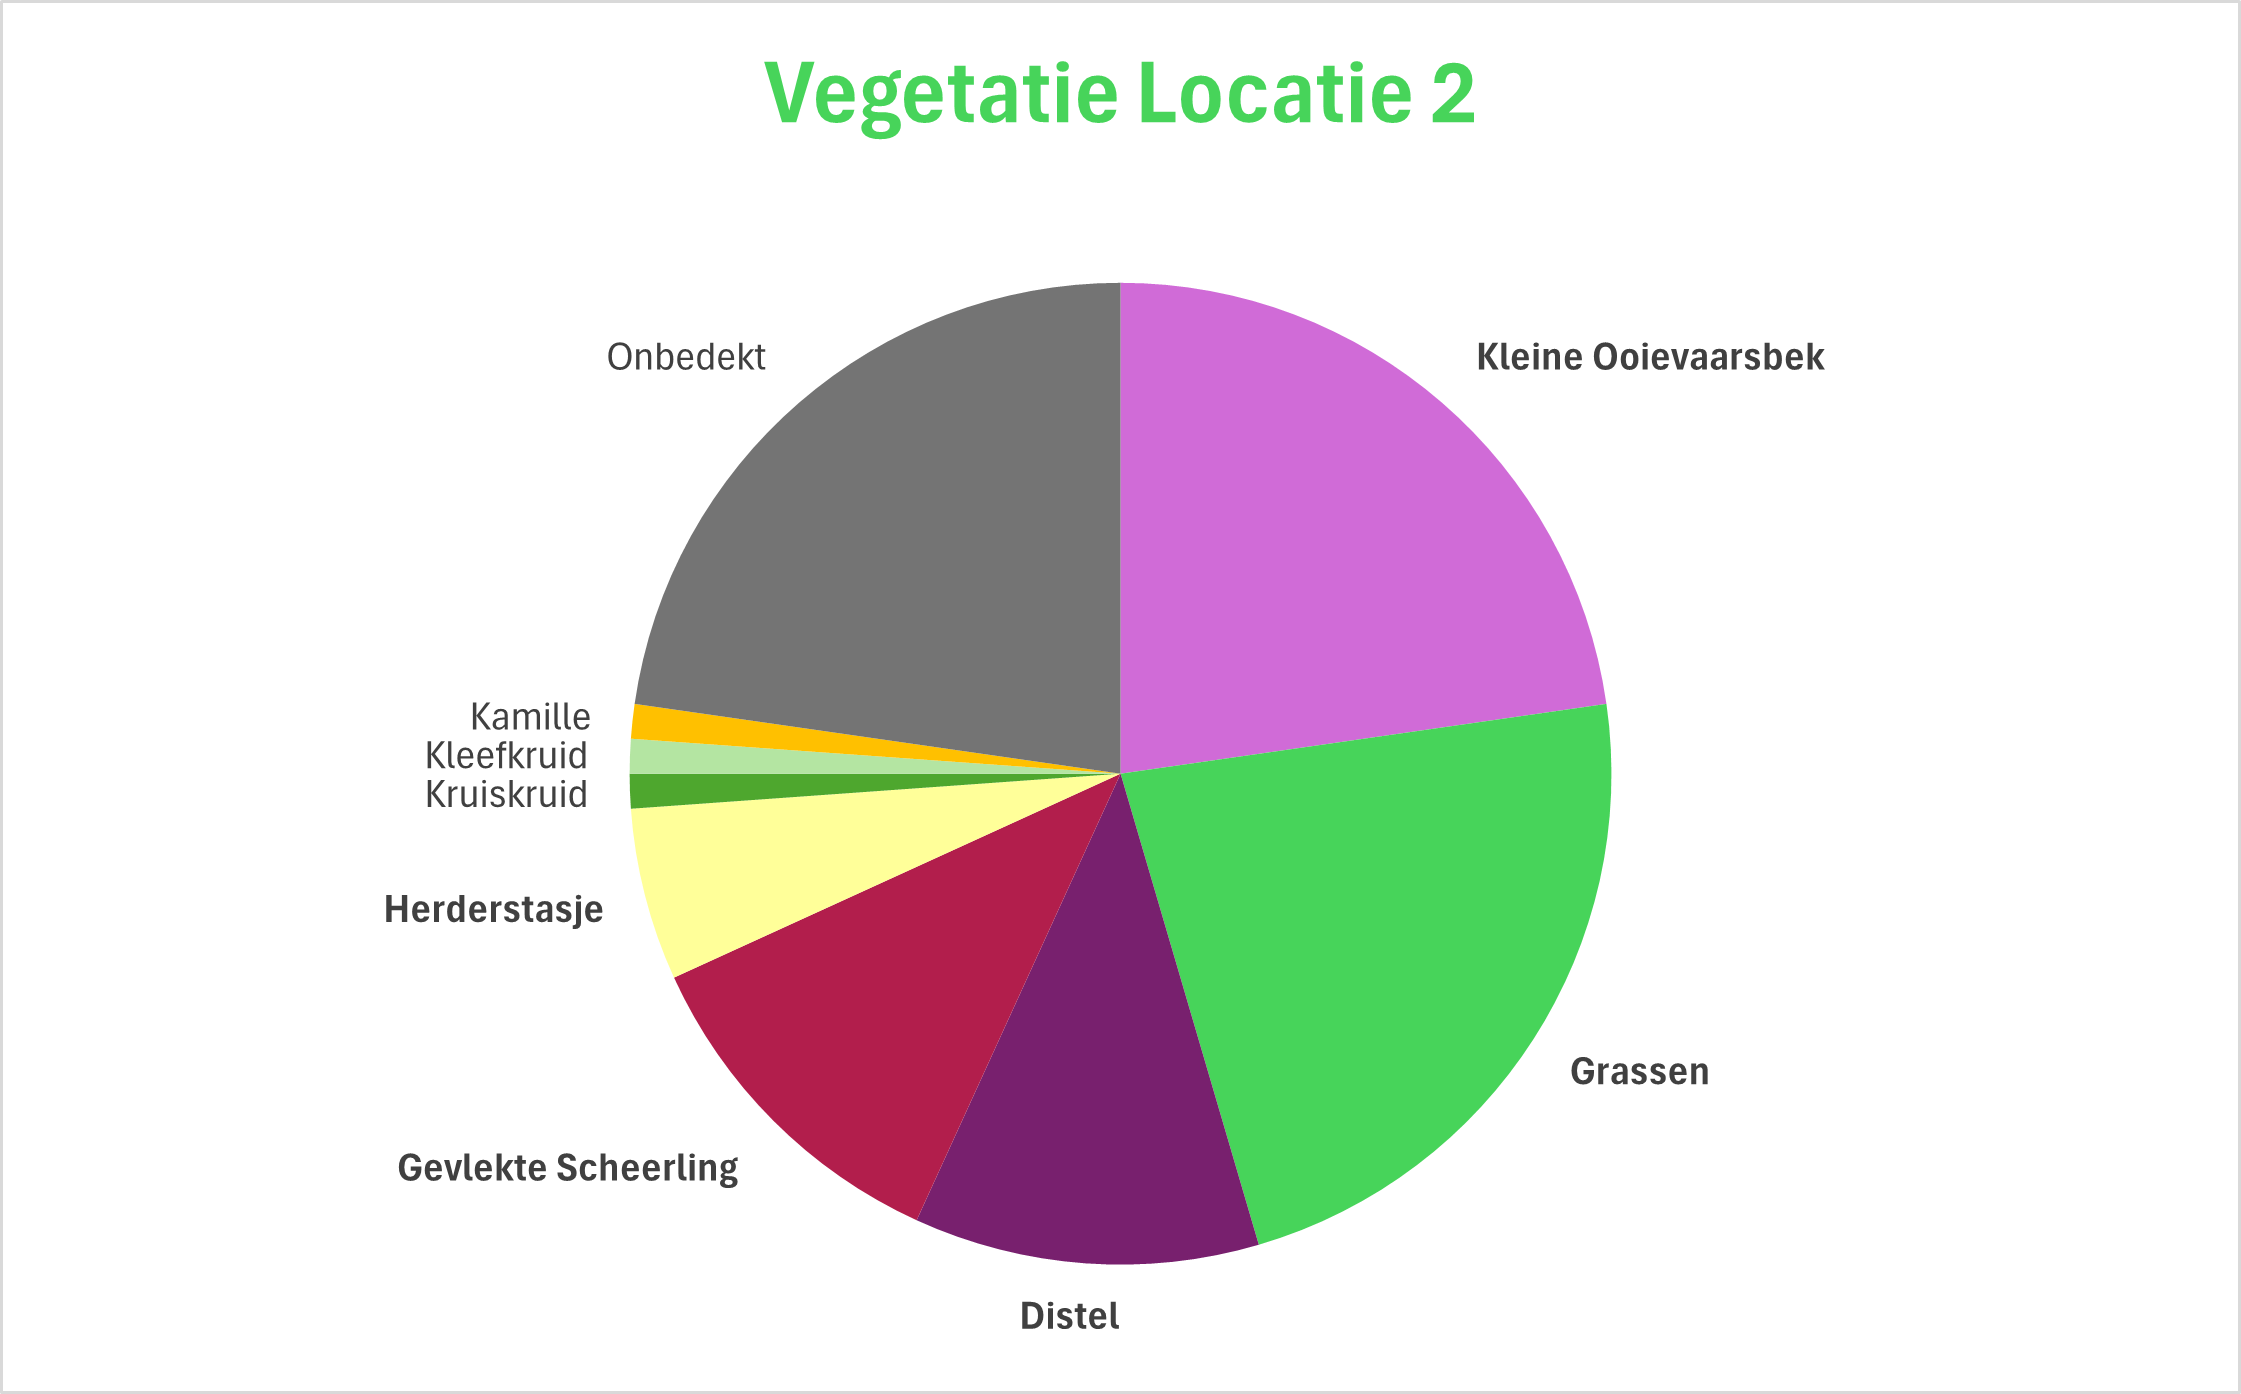 Vegetatie Locatie 2
Onbedekt
Kleine Ooievaarsbek
Kamille
Kleefkruid
Kruiskruid
Herderstasje
Grassen
Gevlekte Scheerling
Distel